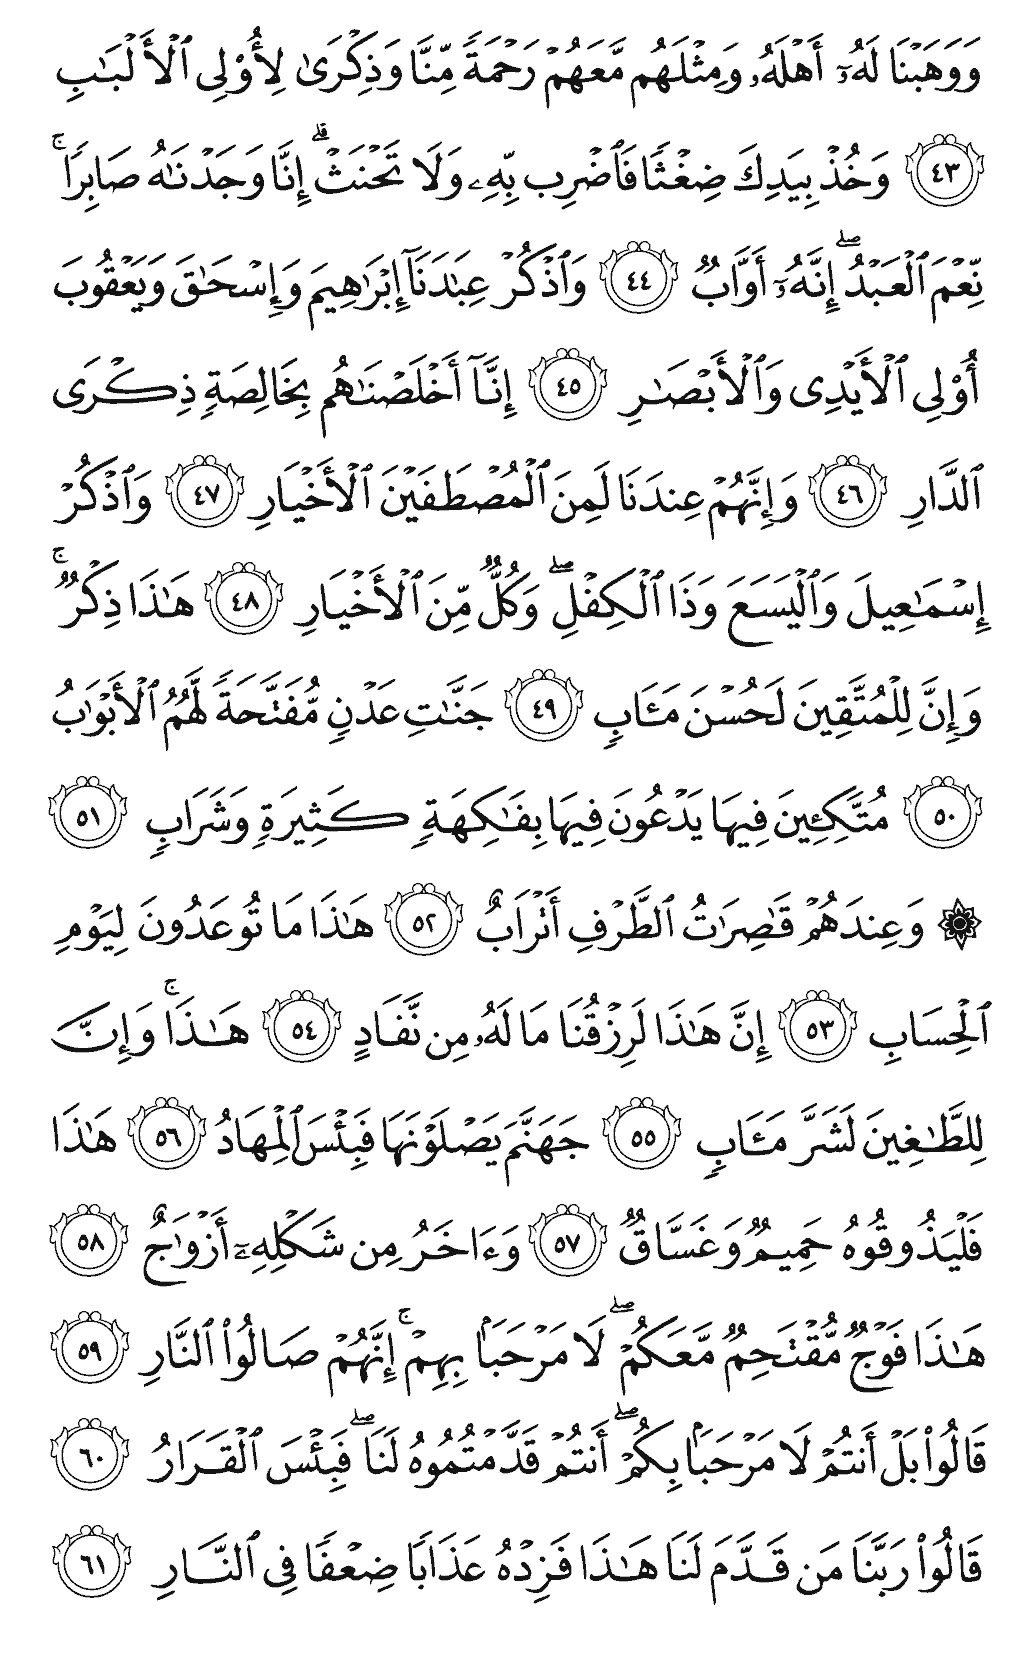 وَوَهَبْنَا لَهُۥٓ أَهْلَهُۥ وَمِثْلَهُم مَّعَهُمْ رَحْمَةً مِّنَّا وَذِكْرَىٰ لِأُو۟لِى ٱلْأَلْبَـٰبِ
٤٣ وَخُذْ بِيَدِكَ ضِغْثًا فَٱضْرِب بِّهِۦ وَلَا تَحْنَثْ ۗ إِنَّا وَجَدْنَـٰهُ صَابِرًا ۚ
نِّعْمَ ٱلْعَبْدُ ۖ إِنَّهُۥٓ أَوَّابٌ ٤٤ وَٱذْكُرْ عِبَـٰدَنَآ إِبْرَٰهِيمَ وَإِسْحَـٰقَ وَيَعْقُوبَ
أُو۟لِى ٱلْأَيْدِى وَٱلْأَبْصَـٰرِ ٤٥ إِنَّآ أَخْلَصْنَـٰهُم بِخَالِصَةٍ ذِكْرَى
ٱلدَّارِ ٤٦ وَإِنَّهُمْ عِندَنَا لَمِنَ ٱلْمُصْطَفَيْنَ ٱلْأَخْيَارِ ٤٧ وَٱذْكُرْ
إِسْمَـٰعِيلَ وَٱلْيَسَعَ وَذَا ٱلْكِفْلِ ۖ وَكُلٌّ مِّنَ ٱلْأَخْيَارِ ٤٨ هَـٰذَا ذِكْرٌ ۚ
وَإِنَّ لِلْمُتَّقِينَ لَحُسْنَ مَـَٔابٍ ٤٩ جَنَّـٰتِ عَدْنٍ مُّفَتَّحَةً لَّهُمُ ٱلْأَبْوَٰبُ
٥٠ مُتَّكِـِٔينَ فِيهَا يَدْعُونَ فِيهَا بِفَـٰكِهَةٍ كَثِيرَةٍ وَشَرَابٍ ٥١
۞ وَعِندَهُمْ قَـٰصِرَٰتُ ٱلطَّرْفِ أَتْرَابٌ ٥٢ هَـٰذَا مَا تُوعَدُونَ لِيَوْمِ
ٱلْحِسَابِ ٥٣ إِنَّ هَـٰذَا لَرِزْقُنَا مَا لَهُۥ مِن نَّفَادٍ ٥٤ هَـٰذَا ۚ وَإِنَّ
لِلطَّـٰغِينَ لَشَرَّ مَـَٔابٍ ٥٥ جَهَنَّمَ يَصْلَوْنَهَا فَبِئْسَ ٱلْمِهَادُ ٥٦ هَـٰذَا
فَلْيَذُوقُوهُ حَمِيمٌ وَغَسَّاقٌ ٥٧ وَءَاخَرُ مِن شَكْلِهِۦٓ أَزْوَٰجٌ ٥٨
هَـٰذَا فَوْجٌ مُّقْتَحِمٌ مَّعَكُمْ ۖ لَا مَرْحَبًۢا بِهِمْ ۚ إِنَّهُمْ صَالُوا۟ ٱلنَّارِ ٥٩
قَالُوا۟ بَلْ أَنتُمْ لَا مَرْحَبًۢا بِكُمْ ۖ أَنتُمْ قَدَّمْتُمُوهُ لَنَا ۖ فَبِئْسَ ٱلْقَرَارُ ٦٠
قَالُوا۟ رَبَّنَا مَن قَدَّمَ لَنَا هَـٰذَا فَزِدْهُ عَذَابًا ضِعْفًا فِى ٱلنَّارِ ٦١